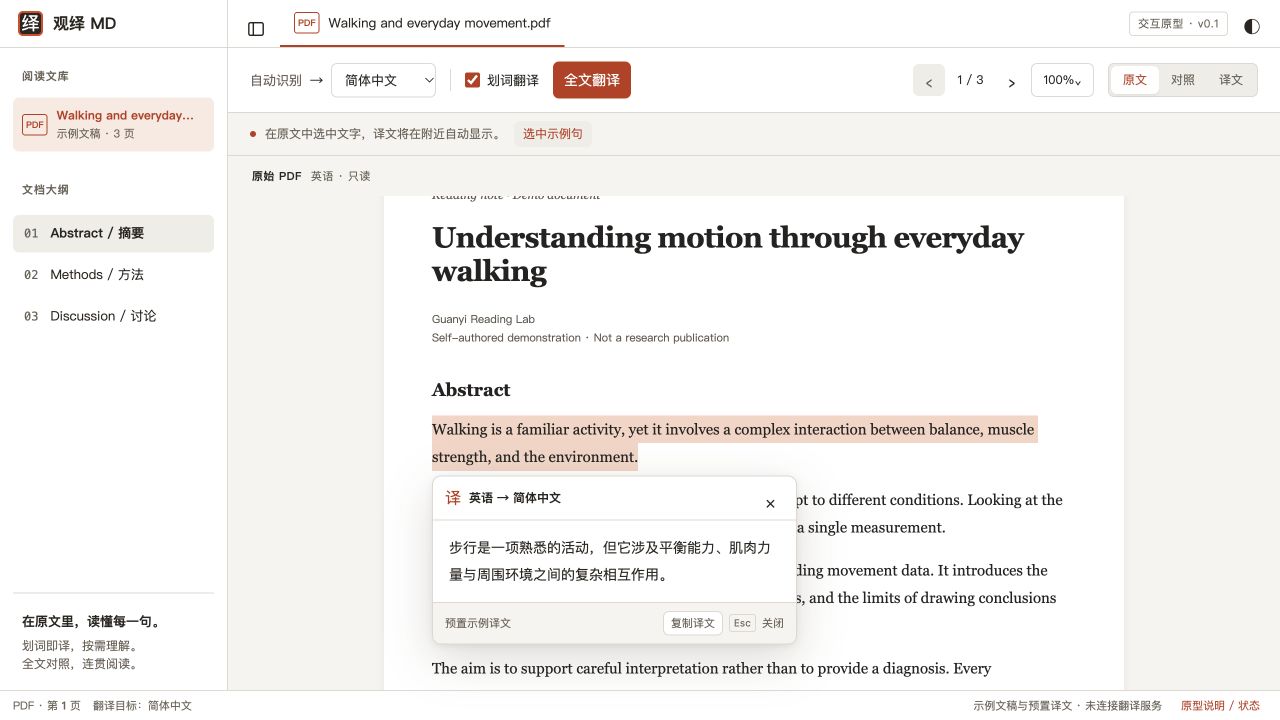 绎 观绎 MD
PDF Walking and everyday movement.pdf
交互原型 · v0.1
阅读文库
PDF Walking and everyday...
示例文稿 · 3 页
文档大纲
01 Abstract / 摘要
02 Methods / 方法
03 Discussion / 讨论
在原文里，读懂每一句。
划词即译，按需理解。
全文对照，连贯阅读。
自动识别 → 简体中文 划词翻译 全文翻译
‹ 1 / 3 › 100% 原文 对照 译文
在原文中选中文字，译文将在附近自动显示。 选中示例句
原始 PDF 英语 · 只读
Reading note · Demo document
Understanding motion through everyday
walking
Guanyi Reading Lab
Self-authored demonstration · Not a research publication
Abstract
Walking is a familiar activity, yet it involves a complex interaction between balance, muscle
strength, and the environment.
译 英语 → 简体中文 ×
步行是一项熟悉的活动，但它涉及平衡能力、肌肉力
量与周围环境之间的复杂相互作用。
预置示例译文 复制译文 Esc 关闭
pt to different conditions. Looking at the
a single measurement.
ding movement data. It introduces the
s, and the limits of drawing conclusions
The aim is to support careful interpretation rather than to provide a diagnosis. Every
PDF · 第 1 页 翻译目标：简体中文
示例文稿与预置译文 · 未连接翻译服务 原型说明 / 状态